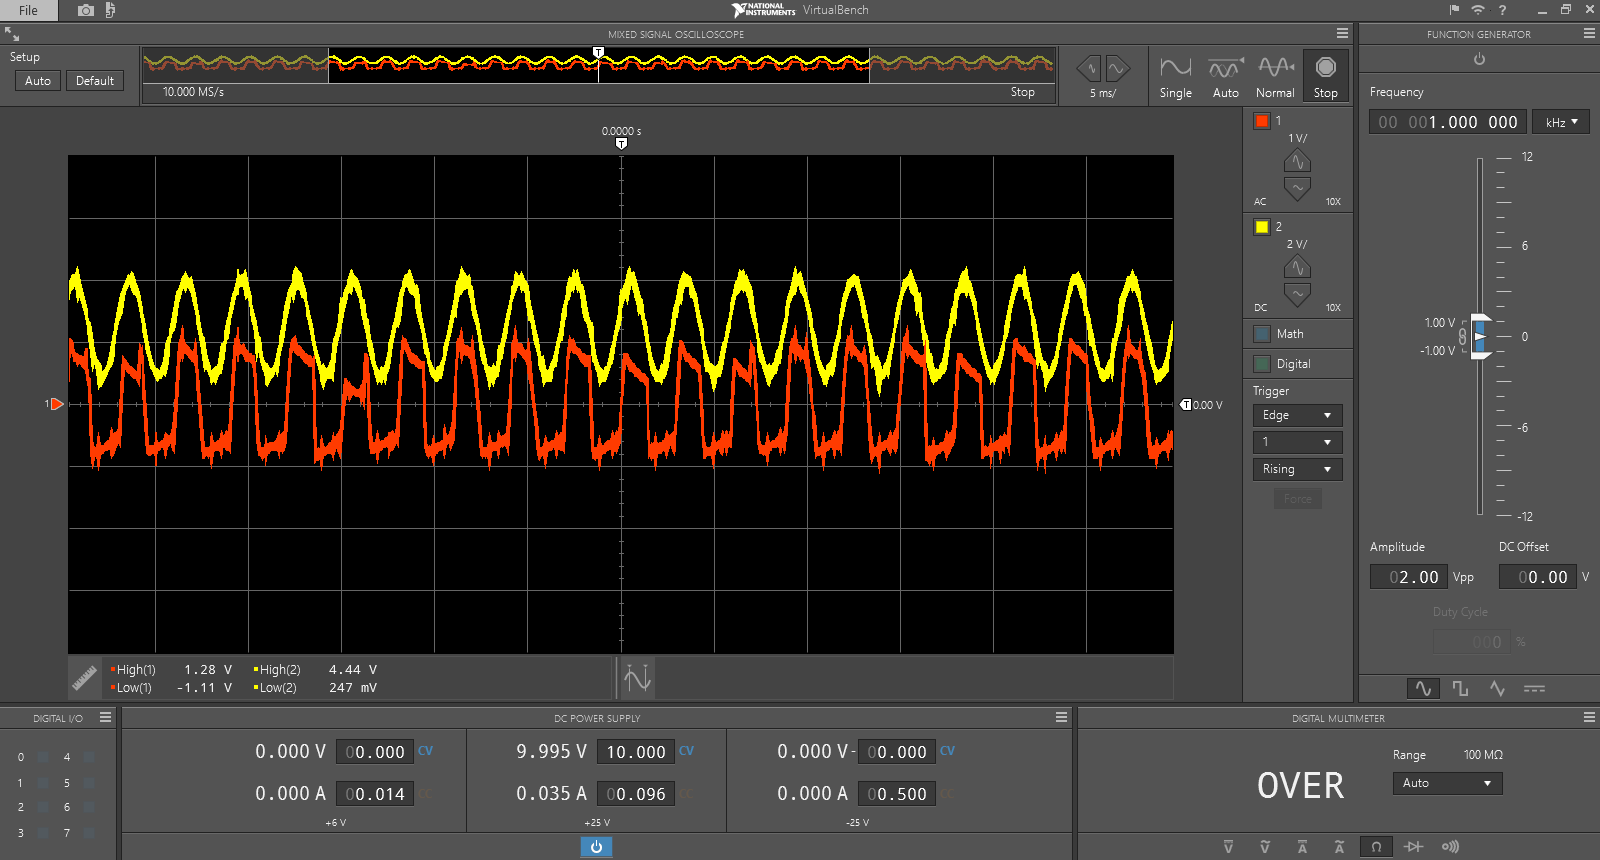 File
NATIONAL INSTRUMENTS VirtualBench
?
MIXED SIGNAL OSCILLOSCOPE
FUNCTION GENERATOR
Setup
Auto Default
T
10.000 MS/s
Stop
5 ms/
Single Auto Normal Stop
0.0000 s
T
1
1 V/
AC 10X
2
2 V/
DC 10X
Math
Digital
Trigger
Edge
1
Rising
Force
1
T 0.00 V
High(1) 1.28 V High(2) 4.44 V
Low(1) -1.11 V Low(2) 247 mV
Frequency
00 001.000 000 kHz
12
6
1.00 V
0
-1.00 V
-6
-12
Amplitude DC Offset
02.00 Vpp 00.00 V
Duty Cycle
000 %
DIGITAL I/O
0 4
1 5
2 6
3 7
DC POWER SUPPLY
0.000 V 00.000 CV
0.000 A 00.014 CC
+6 V
9.995 V 10.000 CV
0.035 A 00.096 CC
+25 V
0.000 V - 00.000 CV
0.000 A 00.500 CC
-25 V
DIGITAL MULTIMETER
Range 100 MΩ
OVER
Auto
V V A A Ω